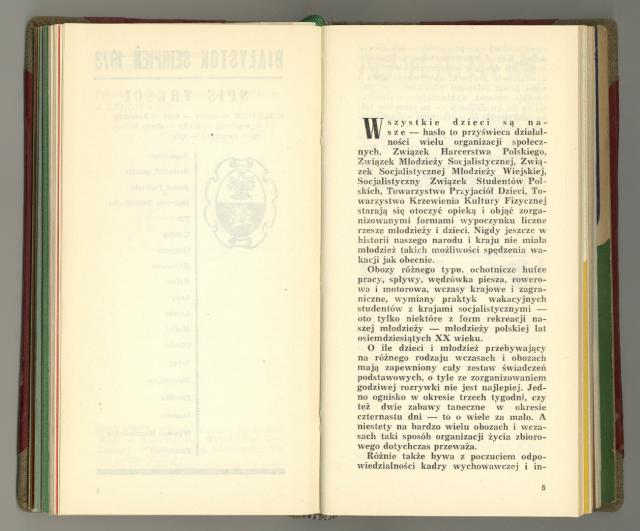 BIAŁYSTOK SIERPIEŃ 1973
SPIS TREŚCI
Wszystkie dzieci są na-
sze — hasło to przyświeca działal-
ności wielu organizacji społecz-
nych. Związek Harcerstwa Polskiego,
Związek Młodzieży Socjalistycznej, Zwią-
zek Socjalistycznej Młodzieży Wiejskiej,
Socjalistyczny Związek Studentów Pol-
skich, Towarzystwo Przyjaciół Dzieci, To-
warzystwo Krzewienia Kultury Fizycznej
starają się otoczyć opieką i objąć zorga-
nizowanymi formami wypoczynku liczne
rzesze młodzieży i dzieci. Nigdy jeszcze w
historii naszego narodu i kraju nie miała
młodzież takich możliwości spędzenia wa-
kacji jak obecnie.
Obozy różnego typu, ochotnicze hufce
pracy, spływy, wędrówka piesza, rowero-
wa i motorowa, wczasy krajowe i zagra-
niczne, wymiany praktyk wakacyjnych
studentów z krajami socjalistycznymi —
oto tylko niektóre z form rekreacji na-
szej młodzieży — młodzieży polskiej lat
osiemdziesiątych XX wieku.
O ile dzieci i młodzież przebywający
na różnego rodzaju wczasach i obozach
mają zapewniony cały zestaw świadczeń
podstawowych, o tyle ze zorganizowaniem
godziwej rozrywki nie jest najlepiej. Jed-
no ognisko w okresie trzech tygodni, czy
też dwie zabawy taneczne w okresie
czternastu dni — to o wiele za mało. A
niestety na bardzo wielu obozach i wcza-
sach taki sposób organizacji życia zbioro-
wego dotychczas przeważa.
Różnie także bywa z poczuciem odpo-
wiedzialności kadry wychowawczej i in-
5